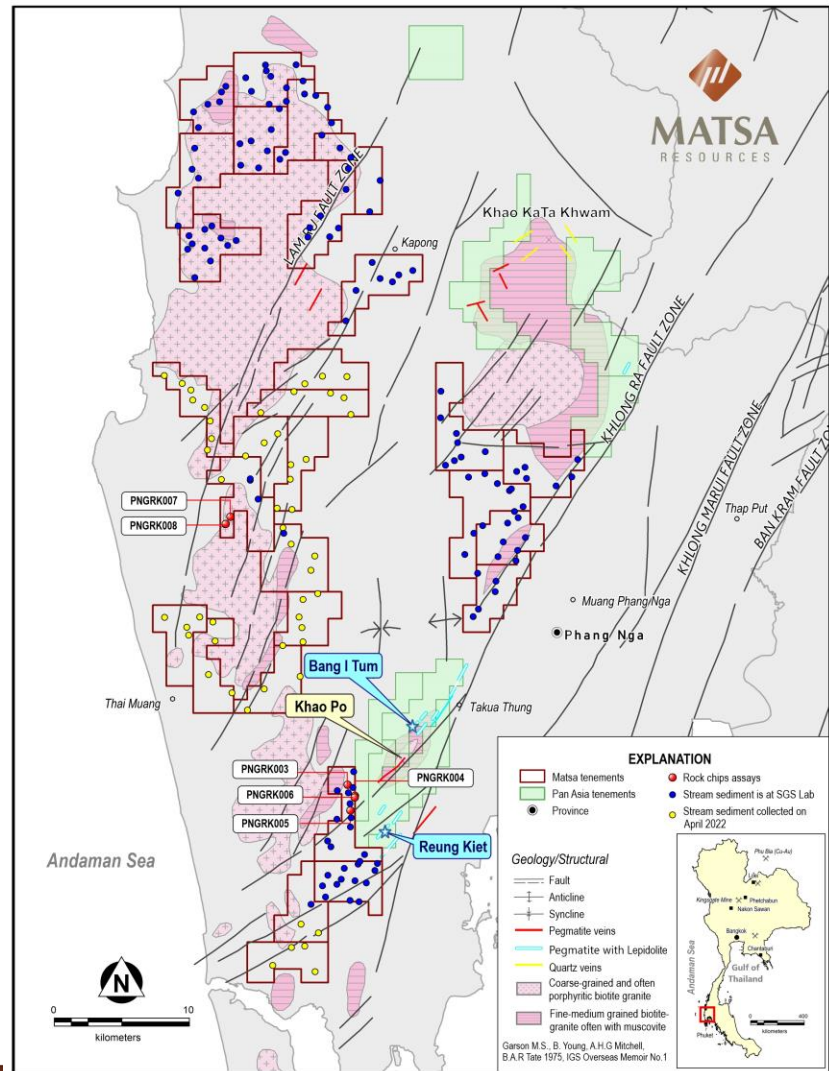 MATSA
RESOURCES
Khao KaTa Khwam
LAM RU FAULT ZONE
Kapong
KHLONG RA FAULT ZONE
KHLONG MARUI FAULT ZONE
BAN KRAM FAULT ZONE
Thap Put
PNGRK007
PNGRK008
Muang Phang Nga
Phang Nga
Bang I Tum
Khao Po
Thai Muang
Takua Thung
PNGRK003
PNGRK004
PNGRK006
PNGRK005
Reung Kiet
Andaman Sea
N
0 10
kilometers
EXPLANATION
Matsa tenements
Pan Asia tenements
Province
Rock chips assays
Stream sediment is at SGS Lab
Stream sediment collected on
April 2022
Geology/Structural
Fault
Anticline
Syncline
Pegmatite veins
Pegmatite with Lepidolite
Quartz veins
Coarse-grained and often
porphyritic biotite granite
Fine-medium grained biotite-
granite often with muscovite
Garson M.S., B. Young, A.H.G Mitchell,
B.A.R Tate 1975, IGS Overseas Memoir No.1
Phu Bia (Cu-Au)
Phetchabun
Nakon Sawan
Bangkok
Chantaburi
Gulf of
Thailand
Andaman Sea
Phuket
0 400
kilometers